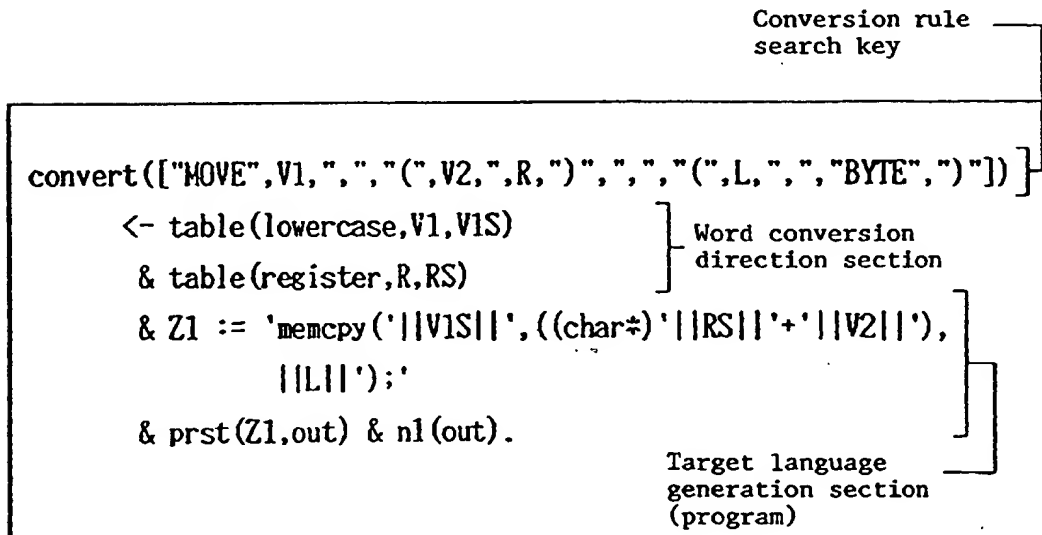 Conversion rule
search key
convert(["MOVE",V1,",","(",V2,",",R,")",",","(",L,",","BYTE",")"])
<- table(lowercase,V1,V1S)
Word conversion
direction section
& table(register,R,RS)
& Z1 := 'memcpy('||V1S||',((char*)'||RS||'+'||V2||'),
||L||');'
& prst(Z1,out) & nl(out).
Target language
generation section
(program)